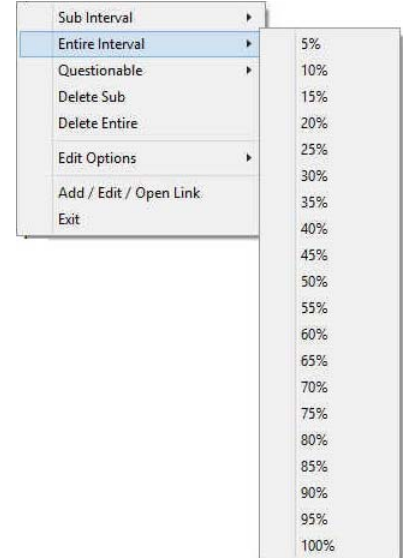 Sub Interval
Entire Interval
Questionable
Delete Sub
Delete Entire
Edit Options
Add / Edit / Open Link
Exit
5%
10%
15%
20%
25%
30%
35%
40%
45%
50%
55%
60%
65%
70%
75%
80%
85%
90%
95%
100%